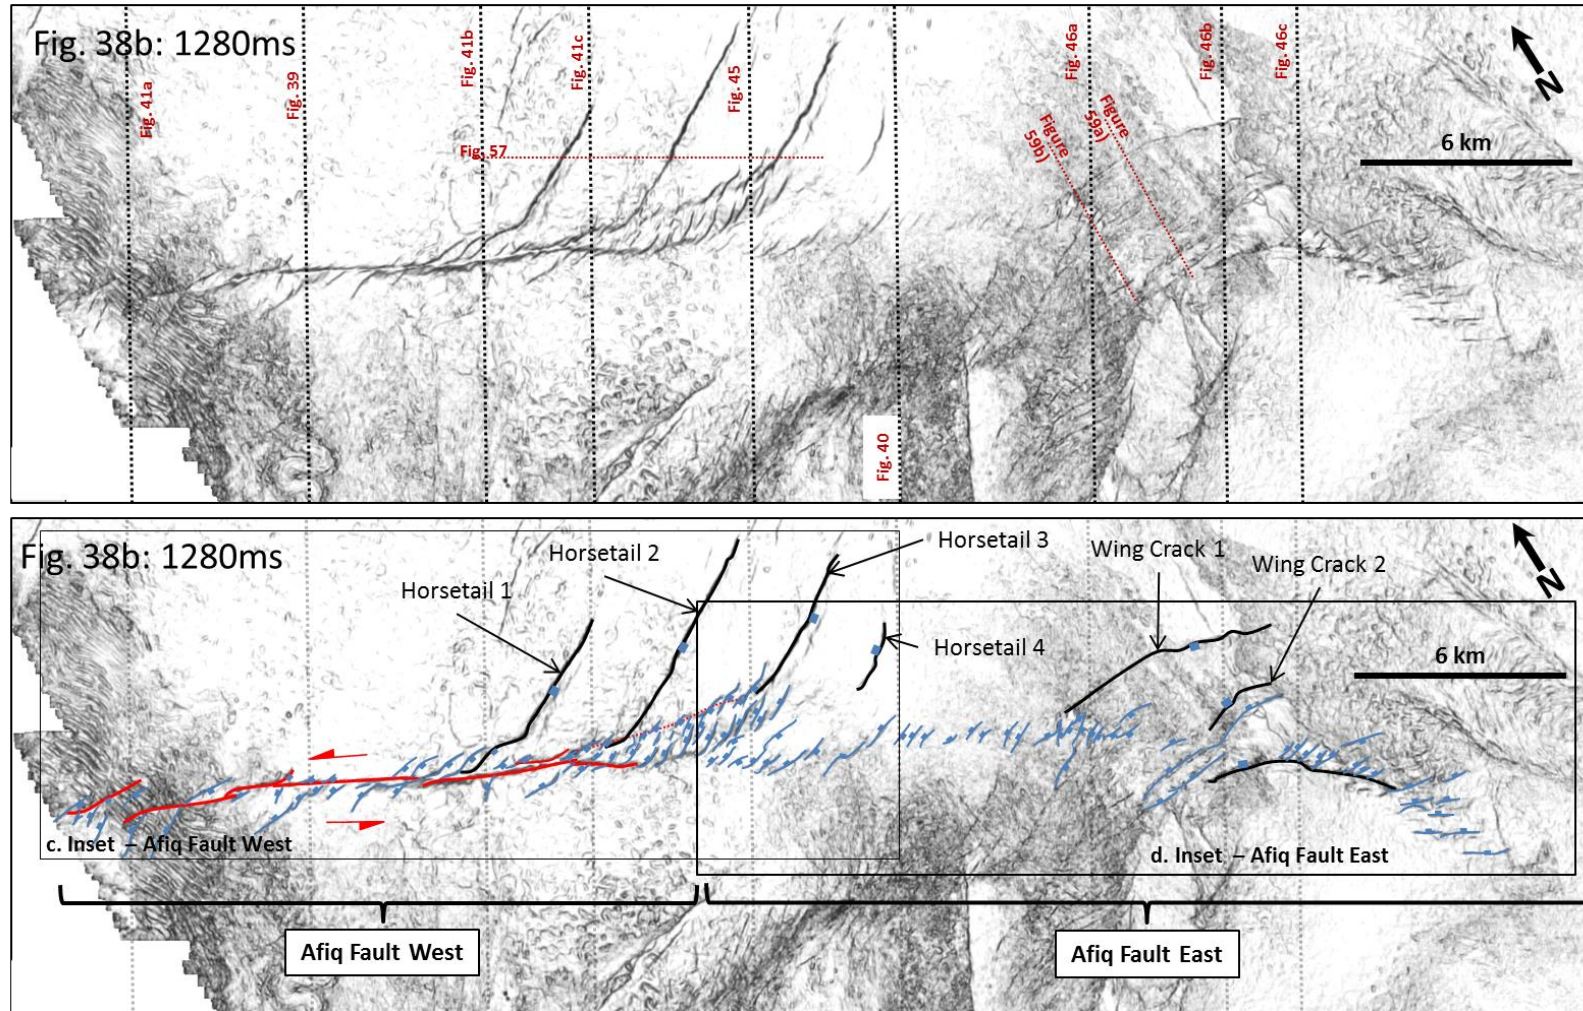 Fig. 38b: 1280ms
Fig. 41a
Fig. 39
Fig. 41b
Fig. 41c
Fig. 45
Fig. 46a
Fig. 46b
Fig. 46c
N
Figure
59a)
Figure
59b)
6 km
Fig. 57
Fig. 40
Fig. 38b: 1280ms
Horsetail 1
Horsetail 2
Horsetail 3
Horsetail 4
Wing Crack 1
Wing Crack 2
N
6 km
c. Inset – Afiq Fault West
d. Inset – Afiq Fault East
Afiq Fault West
Afiq Fault East